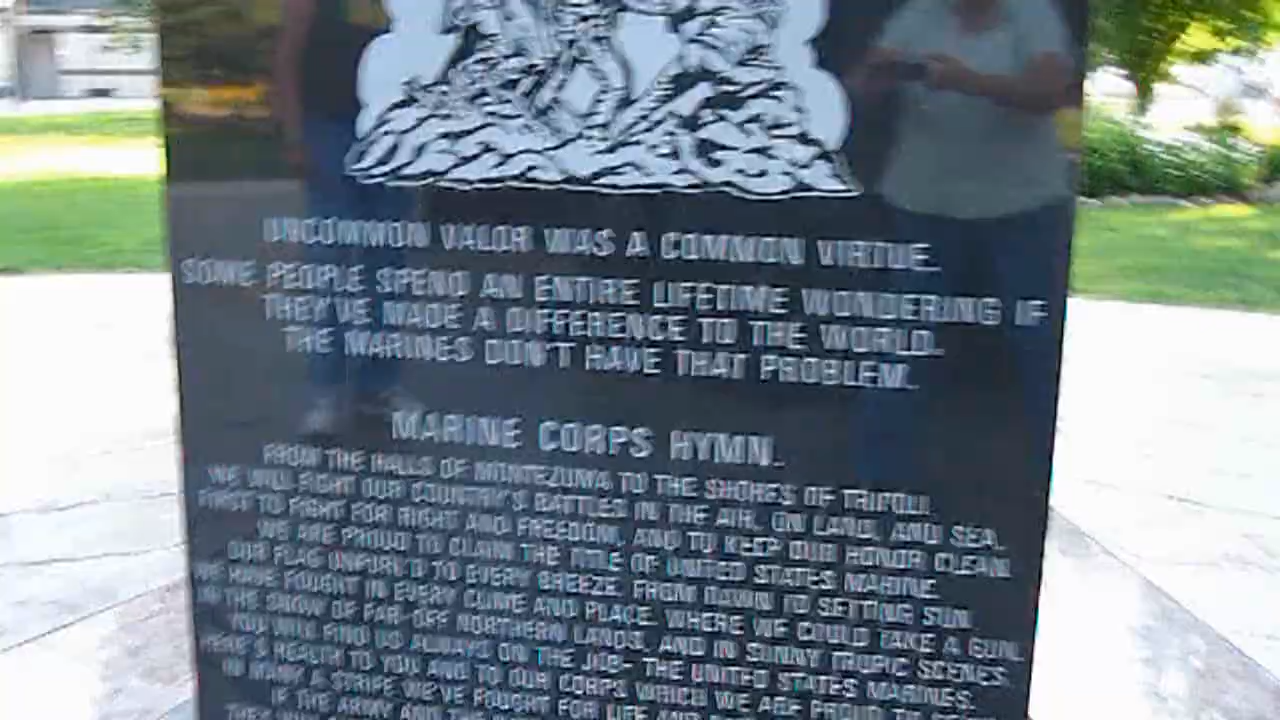 UNCOMMON VALOR WAS A COMMON VIRTUE.
SOME PEOPLE SPEND AN ENTIRE LIFETIME WONDERING IF
THEY'VE MADE A DIFFERENCE TO THE WORLD.
THE MARINES DON'T HAVE THAT PROBLEM.
MARINE CORPS HYMN.
FROM THE HALLS OF MONTEZUMA TO THE SHORES OF TRIPOLI,
WE WILL FIGHT OUR COUNTRY'S BATTLES IN THE AIR, ON LAND, AND SEA.
FIRST TO FIGHT FOR RIGHT AND FREEDOM, AND TO KEEP OUR HONOR CLEAN,
WE ARE PROUD TO CLAIM THE TITLE OF UNITED STATES MARINE.
OUR FLAG UNFURL'D TO EVERY BREEZE, FROM DAWN TO SETTING SUN,
WE HAVE FOUGHT IN EVERY CLIME AND PLACE, WHERE WE COULD TAKE A GUN.
IN THE SNOW OF FAR-OFF NORTHERN LANDS, AND IN SUNNY TROPIC SCENES,
YOU WILL FIND US ALWAYS ON THE JOB- THE UNITED STATES MARINES.
HERE'S HEALTH TO YOU AND TO OUR CORPS WHICH WE ARE PROUD TO
IN MANY A STRIFE WE'VE FOUGHT FOR LIFE AND
IF THE ARMY AND THE